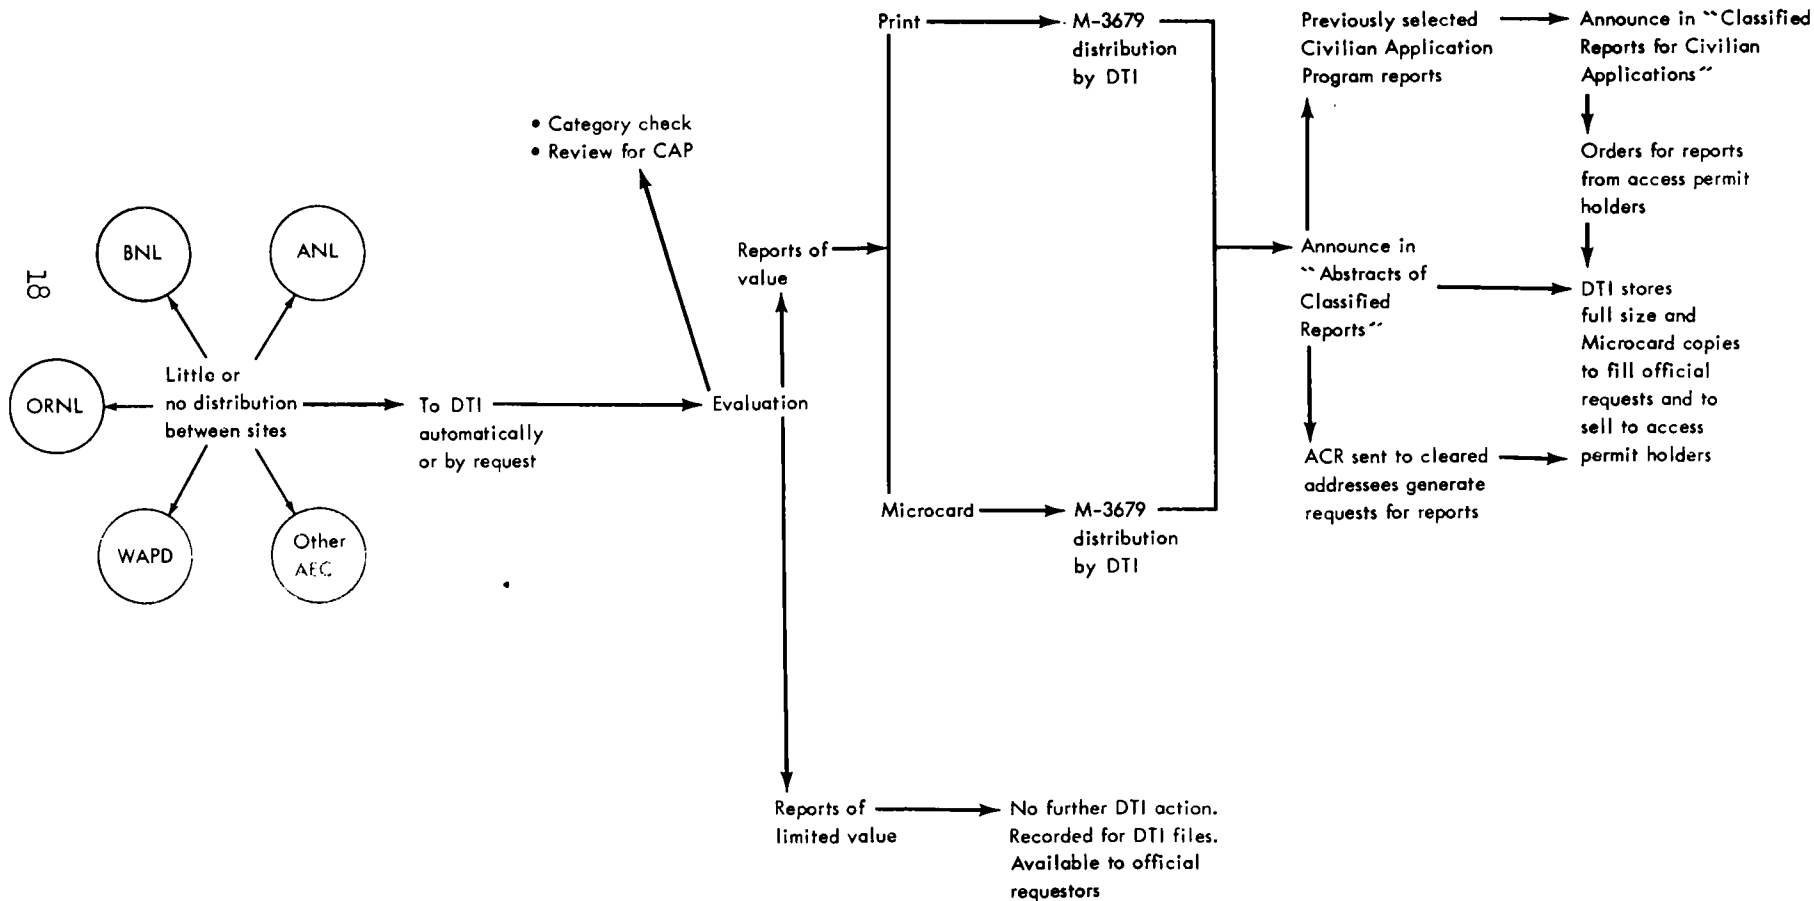 18
BNL
ANL
ORNL
WAPD
Other
AEC
Little or
no distribution
between sites
To DTI
automatically
or by request
• Category check
• Review for CAP
Evaluation
Reports of
value
Reports of
limited value
No further DTI action.
Recorded for DTI files.
Available to official
requestors
Print
M-3679
distribution
by DTI
Microcard
M-3679
distribution
by DTI
Announce in
“Abstracts of
Classified
Reports”
Previously selected
Civilian Application
Program reports
Announce in “Classified
Reports for Civilian
Applications”
Orders for reports
from access permit
holders
DTI stores
full size and
Microcard copies
to fill official
requests and to
sell to access
permit holders
ACR sent to cleared
addressees generate
requests for reports